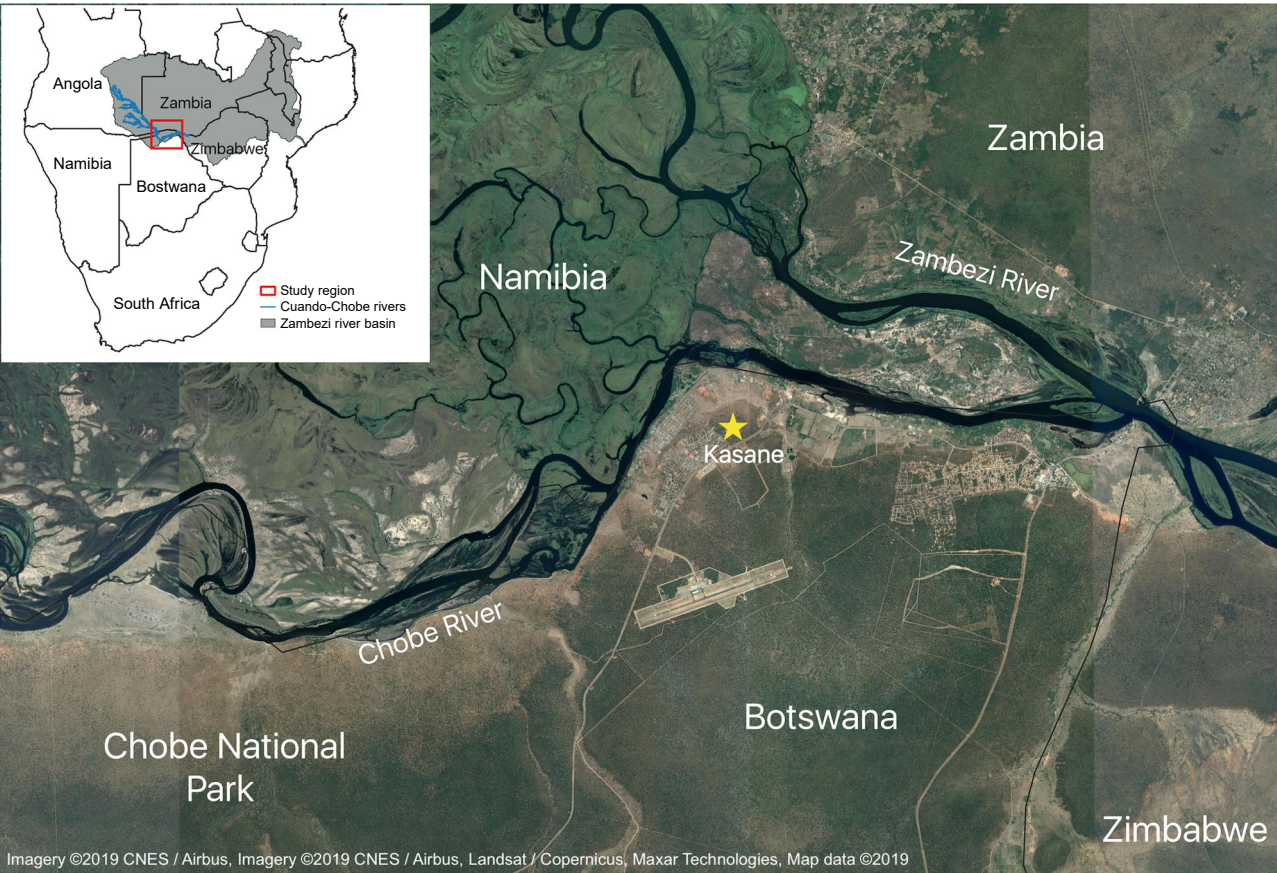 Angola
Zambia
Zimbabwe
Namibia
Bostwana
South Africa
Study region
Cuando-Chobe rivers
Zambezi river basin
Zambia
Zambezi River
Namibia
Kasane
Chobe River
Botswana
Chobe National
Park
Zimbabwe
Imagery ©2019 CNES / Airbus, Imagery ©2019 CNES / Airbus, Landsat / Copernicus, Maxar Technologies, Map data ©2019